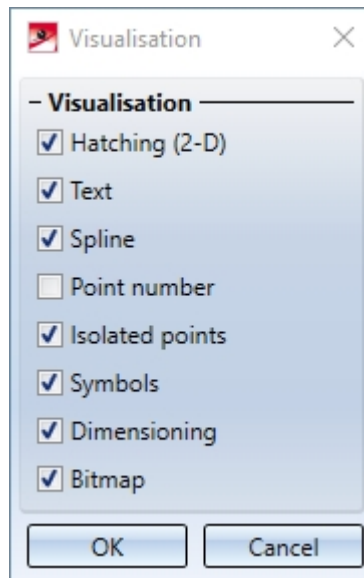 Visualisation
Visualisation
Hatching (2-D)
Text
Spline
Point number
Isolated points
Symbols
Dimensioning
Bitmap
OK Cancel